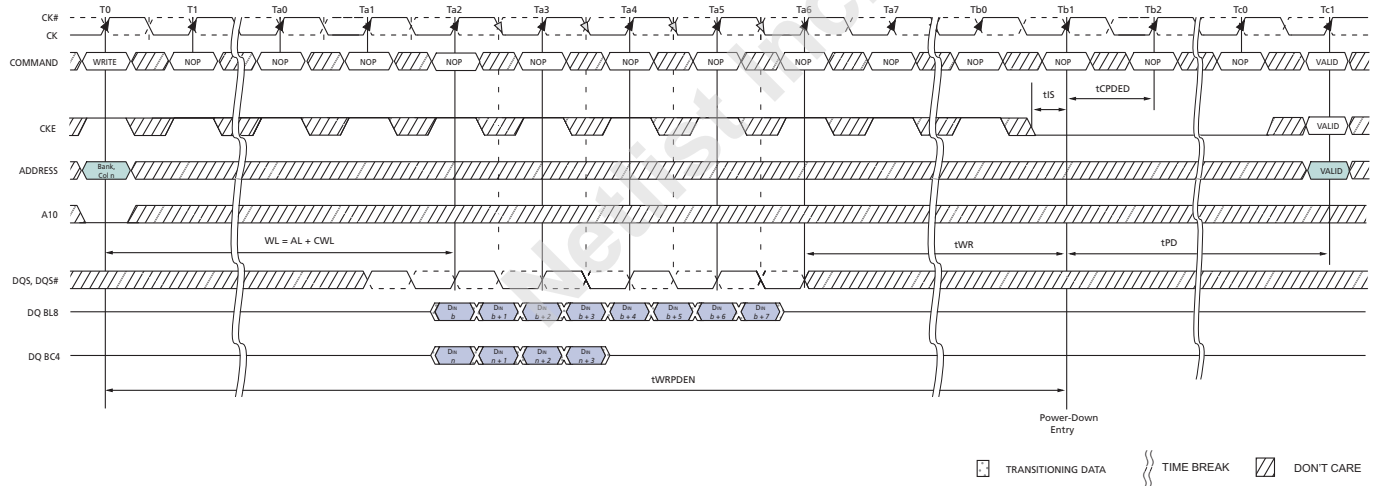 T0 T1 Ta0 Ta1 Ta2 Ta3 Ta4 Ta5 Ta6 Ta7 Tb0 Tb1 Tb2 Tc0 Tc1
CK#
CK
COMMAND WRITE NOP NOP NOP NOP NOP NOP NOP NOP NOP NOP NOP NOP NOP VALID
tIS tCPDED
CKE VALID
ADDRESS Bank, Col n VALID
A10
WL = AL + CWL tWR tPD
DQS, DQS#
DQ BL8 DIN b DIN b + 1 DIN b + 2 DIN b + 3 DIN b + 4 DIN b + 5 DIN b + 6 DIN b + 7
DQ BC4 DIN n DIN n + 1 DIN n + 2 DIN n + 3
tWRPDEN
Power-Down
Entry
TRANSITIONING DATA TIME BREAK DON'T CARE
Netlist Inc